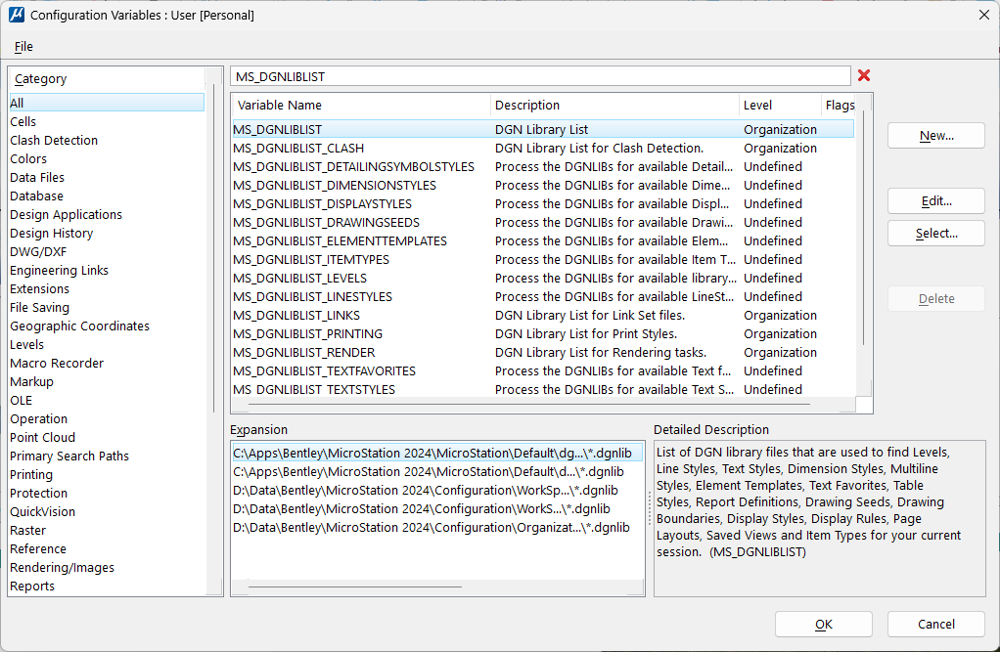 Configuration Variables : User [Personal]
File
Category
All
Cells
Clash Detection
Colors
Data Files
Database
Design Applications
Design History
DWG/DXF
Engineering Links
Extensions
File Saving
Geographic Coordinates
Levels
Macro Recorder
Markup
OLE
Operation
Point Cloud
Primary Search Paths
Printing
Protection
QuickVision
Raster
Reference
Rendering/Images
Reports
MS_DGNLIBLIST
Variable Name Description Level Flags
MS_DGNLIBLIST DGN Library List Organization
MS_DGNLIBLIST_CLASH DGN Library List for Clash Detection. Organization
MS_DGNLIBLIST_DETAILINGSYMBOLSTYLES Process the DGNLIBs for available Detail... Undefined
MS_DGNLIBLIST_DIMENSIONSTYLES Process the DGNLIBs for available Dime... Undefined
MS_DGNLIBLIST_DISPLAYSTYLES Process the DGNLIBs for available Displ... Undefined
MS_DGNLIBLIST_DRAWINGSEEDS Process the DGNLIBs for available Drawi... Undefined
MS_DGNLIBLIST_ELEMENTTEMPLATES Process the DGNLIBs for available Elem... Undefined
MS_DGNLIBLIST_ITEMTYPES Process the DGNLIBs for available Item T... Undefined
MS_DGNLIBLIST_LEVELS Process the DGNLIBs for available library... Undefined
MS_DGNLIBLIST_LINESTYLES Process the DGNLIBs for available LineSt... Undefined
MS_DGNLIBLIST_LINKS DGN Library List for Link Set files. Organization
MS_DGNLIBLIST_PRINTING DGN Library List for Print Styles. Organization
MS_DGNLIBLIST_RENDER DGN Library List for Rendering tasks. Organization
MS_DGNLIBLIST_TEXTFAVORITES Process the DGNLIBs for available Text f... Undefined
MS_DGNLIBLIST_TEXTSTYLES Process the DGNLIBs for available Text S... Undefined
New...
Edit...
Select...
Delete
Expansion
C:\Apps\Bentley\MicroStation 2024\MicroStation\Default\dg...\*.dgnlib
C:\Apps\Bentley\MicroStation 2024\MicroStation\Default\d...\*.dgnlib
D:\Data\Bentley\MicroStation 2024\Configuration\WorkSp...\*.dgnlib
D:\Data\Bentley\MicroStation 2024\Configuration\WorkS...\*.dgnlib
D:\Data\Bentley\MicroStation 2024\Configuration\Organizat...\*.dgnlib
Detailed Description
List of DGN library files that are used to find Levels,
Line Styles, Text Styles, Dimension Styles, Multiline
Styles, Element Templates, Text Favorites, Table
Styles, Report Definitions, Drawing Seeds, Drawing
Boundaries, Display Styles, Display Rules, Page
Layouts, Saved Views and Item Types for your current
session. (MS_DGNLIBLIST)
OK
Cancel